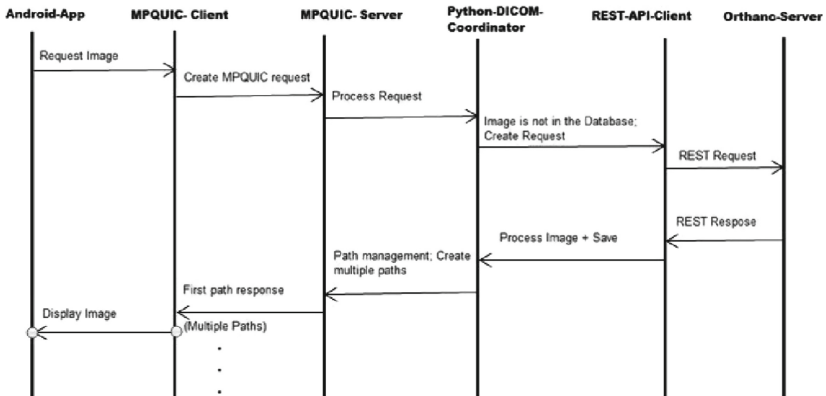 Android-App
MPQUIC- Client
MPQUIC- Server
Python-DICOM-
Coordinator
REST-API-Client
Orthanc-Server
Request Image
Create MPQUIC request
Process Request
Image is not in the Database;
Create Request
REST Request
REST Respose
Process Image + Save
Path management; Create
multiple paths
First path response
(Multiple Paths)
Display Image